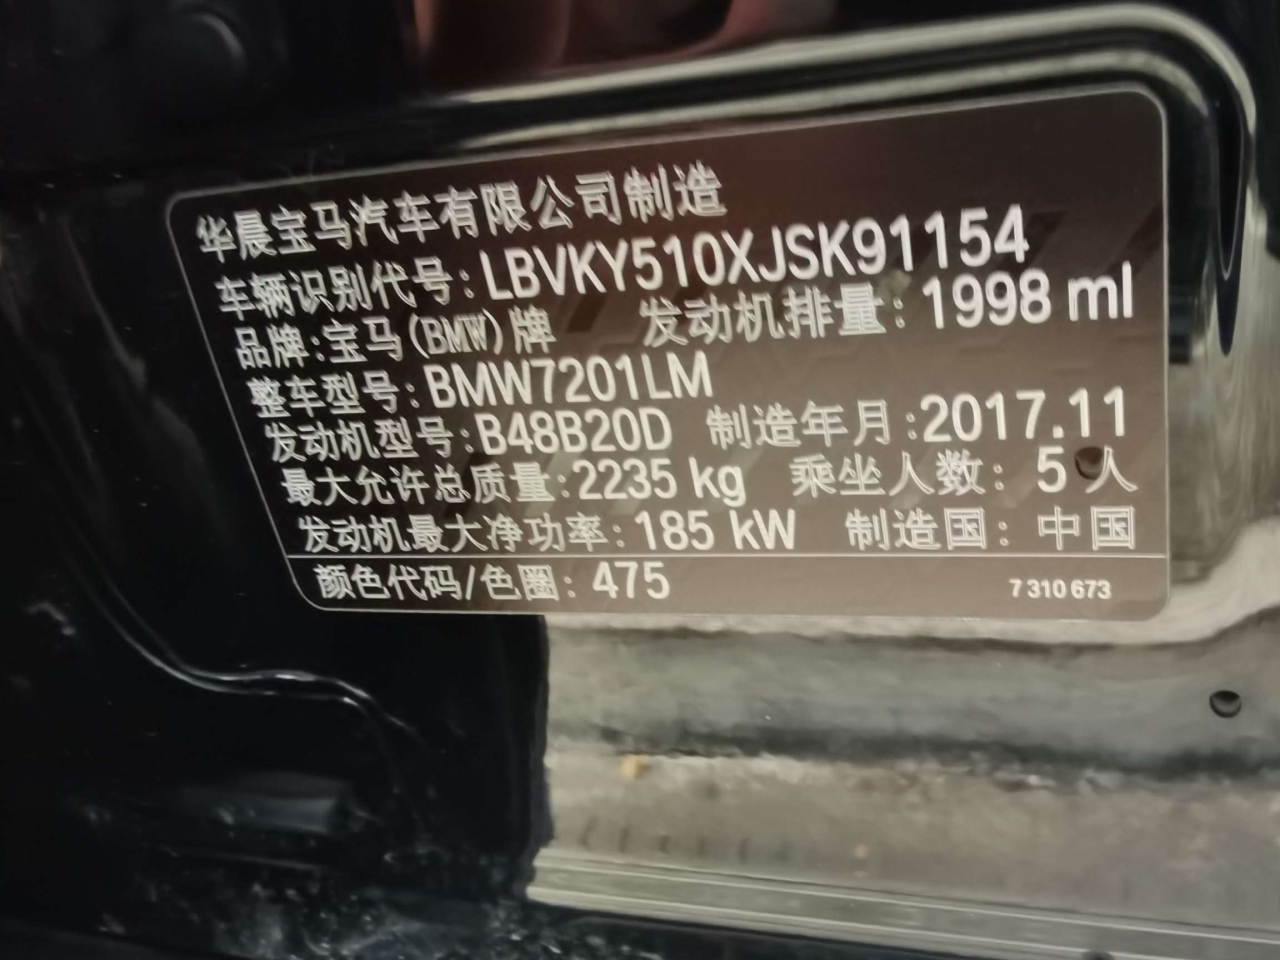 华晨宝马汽车有限公司制造
车辆识别代号:LBVKY510XJSK91154
品牌:宝马(BMW)牌 发动机排量:1998 ml
整车型号:BMW7201LM
发动机型号:B48B20D 制造年月:2017.11
最大允许总质量:2235 kg 乘坐人数:5人
发动机最大净功率:185 kW 制造国:中国
颜色代码/色圈:475 7 310 673